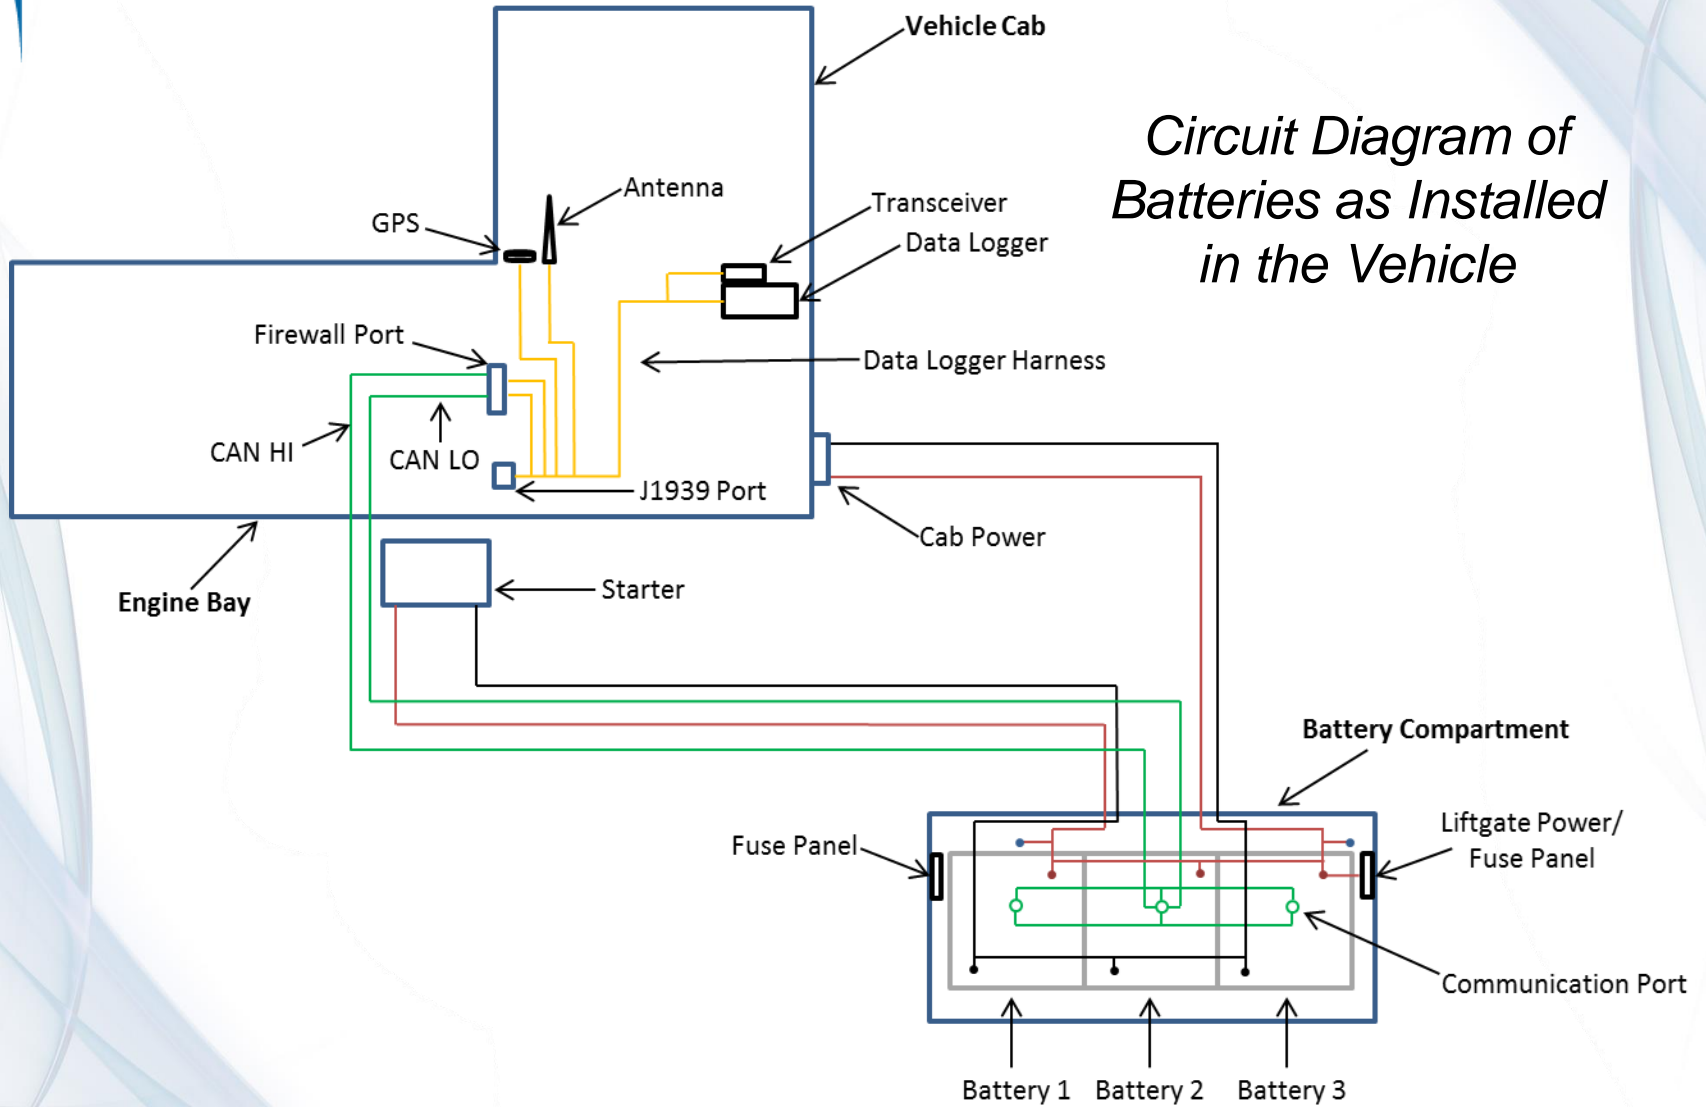 Vehicle Cab
Circuit Diagram of
Batteries as Installed
in the Vehicle
Antenna
GPS
Transceiver
Data Logger
Firewall Port
Data Logger Harness
CAN HI
CAN LO
J1939 Port
Cab Power
Starter
Engine Bay
Battery Compartment
Fuse Panel
Liftgate Power/
Fuse Panel
Communication Port
Battery 1
Battery 2
Battery 3